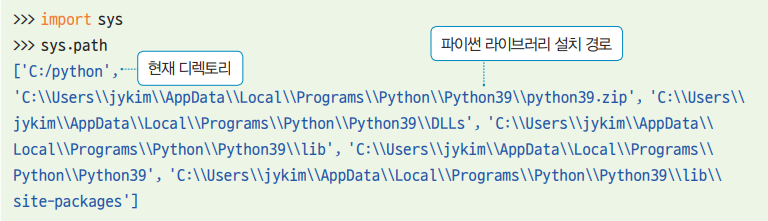 >>> import sys
>>> sys.path
파이썬 라이브러리 설치 경로
['C:/python',
현재 디렉토리
'C:\\Users\\jykim\\AppData\\Local\\Programs\\Python\\Python39\\python39.zip', 'C:\\Users\\
jykim\\AppData\\Local\\Programs\\Python\\Python39\\DLLs', 'C:\\Users\\jykim\\AppData\\
Local\\Programs\\Python\\Python39\\lib', 'C:\\Users\\jykim\\AppData\\Local\\Programs\\
Python\\Python39', 'C:\\Users\\jykim\\AppData\\Local\\Programs\\Python\\Python39\\lib\\
site-packages']